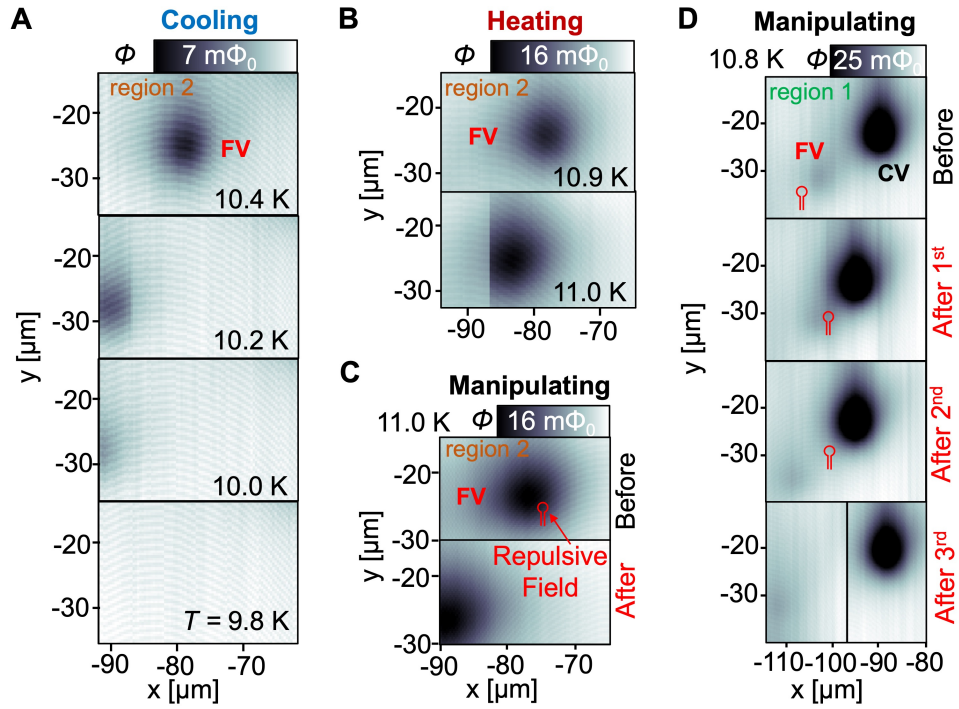 A
Cooling
Φ 7 mΦ₀
region 2
FV
10.4 K
10.2 K
10.0 K
T = 9.8 K
-20
-30
-20
-30
-20
-30
-20
-30
y [µm]
-90 -80 -70
x [µm]
B
Heating
Φ 16 mΦ₀
region 2
FV
10.9 K
11.0 K
-20
-30
-20
-30
y [µm]
-90 -80 -70
C
Manipulating
11.0 K Φ 16 mΦ₀
region 2
FV
Before
Repulsive
Field
After
-20
-30
-20
-30
y [µm]
-90 -80 -70
x [µm]
D
Manipulating
10.8 K Φ 25 mΦ₀
region 1
FV
CV
Before
After 1st
After 2nd
After 3rd
-20
-30
-20
-30
-20
-30
-20
-30
y [µm]
-110 -100 -90 -80
x [µm]